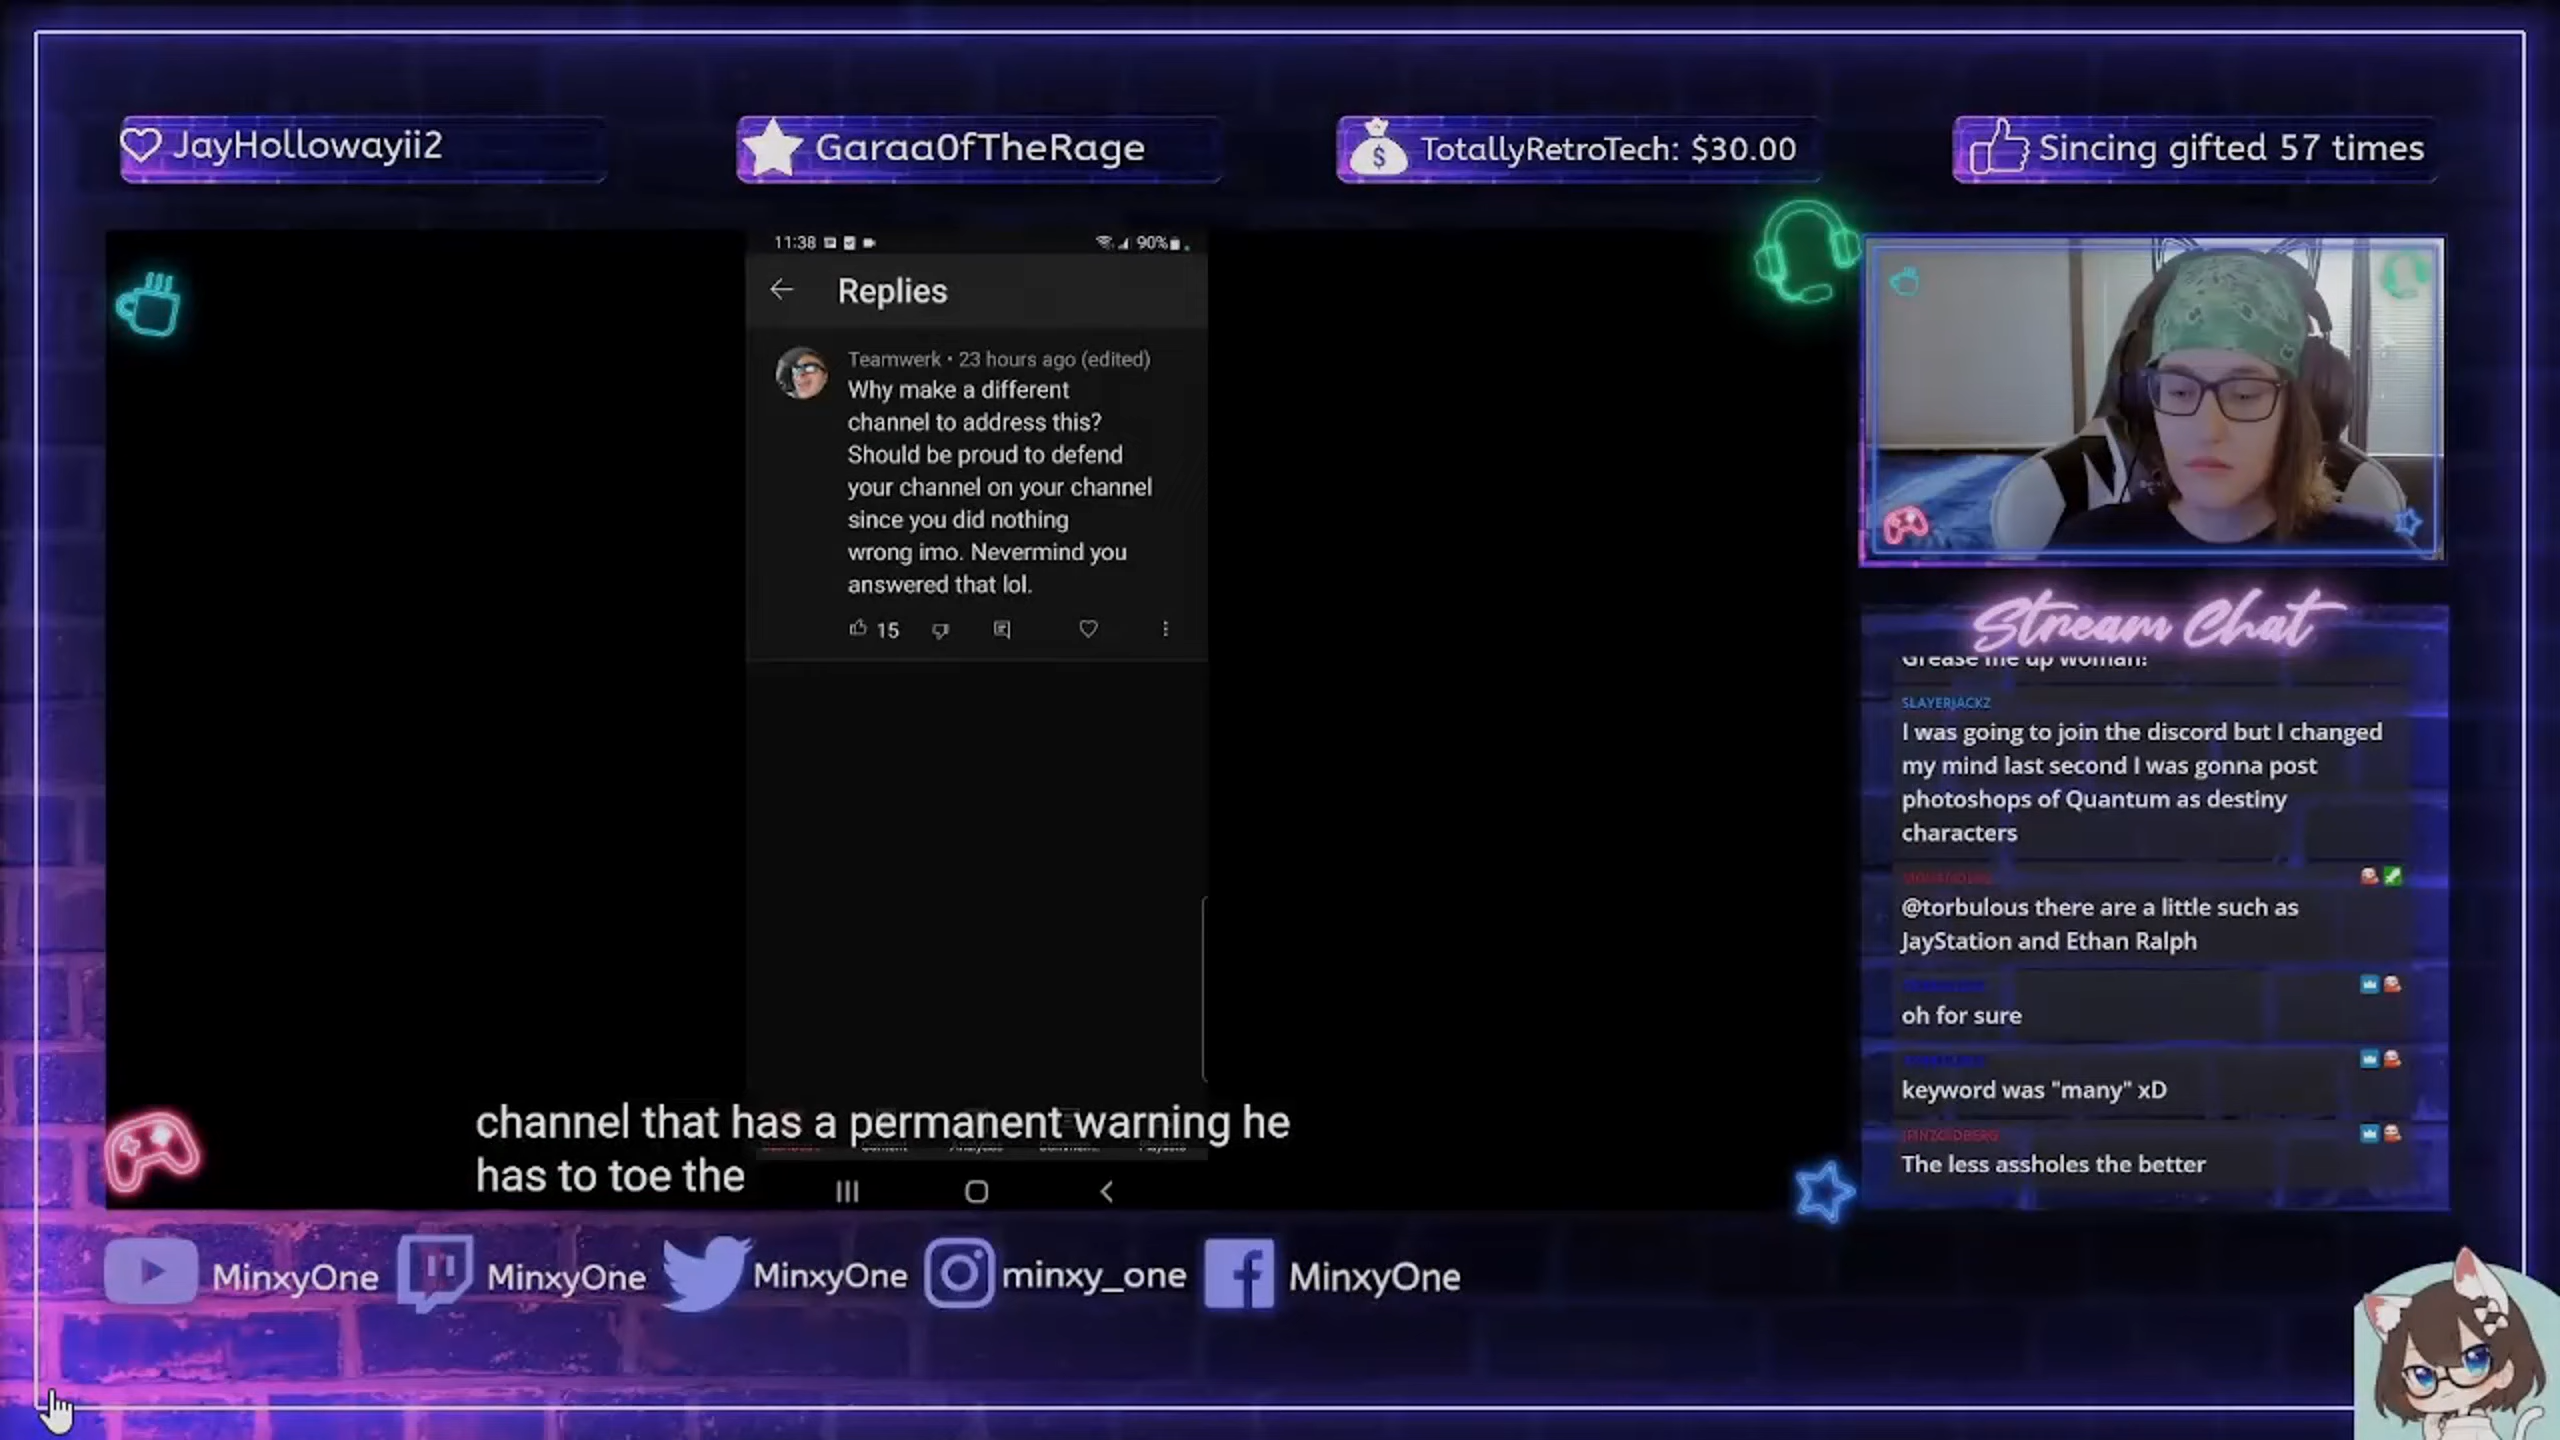 JayHollowayii2
Garaa0fTheRage
TotallyRetroTech: $30.00
Sincing gifted 57 times
11:38
90%
Replies
Teamwerk • 23 hours ago (edited)
Why make a different
channel to address this?
Should be proud to defend
your channel on your channel
since you did nothing
wrong imo. Nevermind you
answered that lol.
15
channel that has a permanent warning he
has to toe the
Stream Chat
Grease me up woman!
SLAYERJACKZ
I was going to join the discord but I changed
my mind last second I was gonna post
photoshops of Quantum as destiny
characters
@torbulous there are a little such as
JayStation and Ethan Ralph
oh for sure
keyword was "many" xD
The less assholes the better
MinxyOne
MinxyOne
MinxyOne
minxy_one
MinxyOne